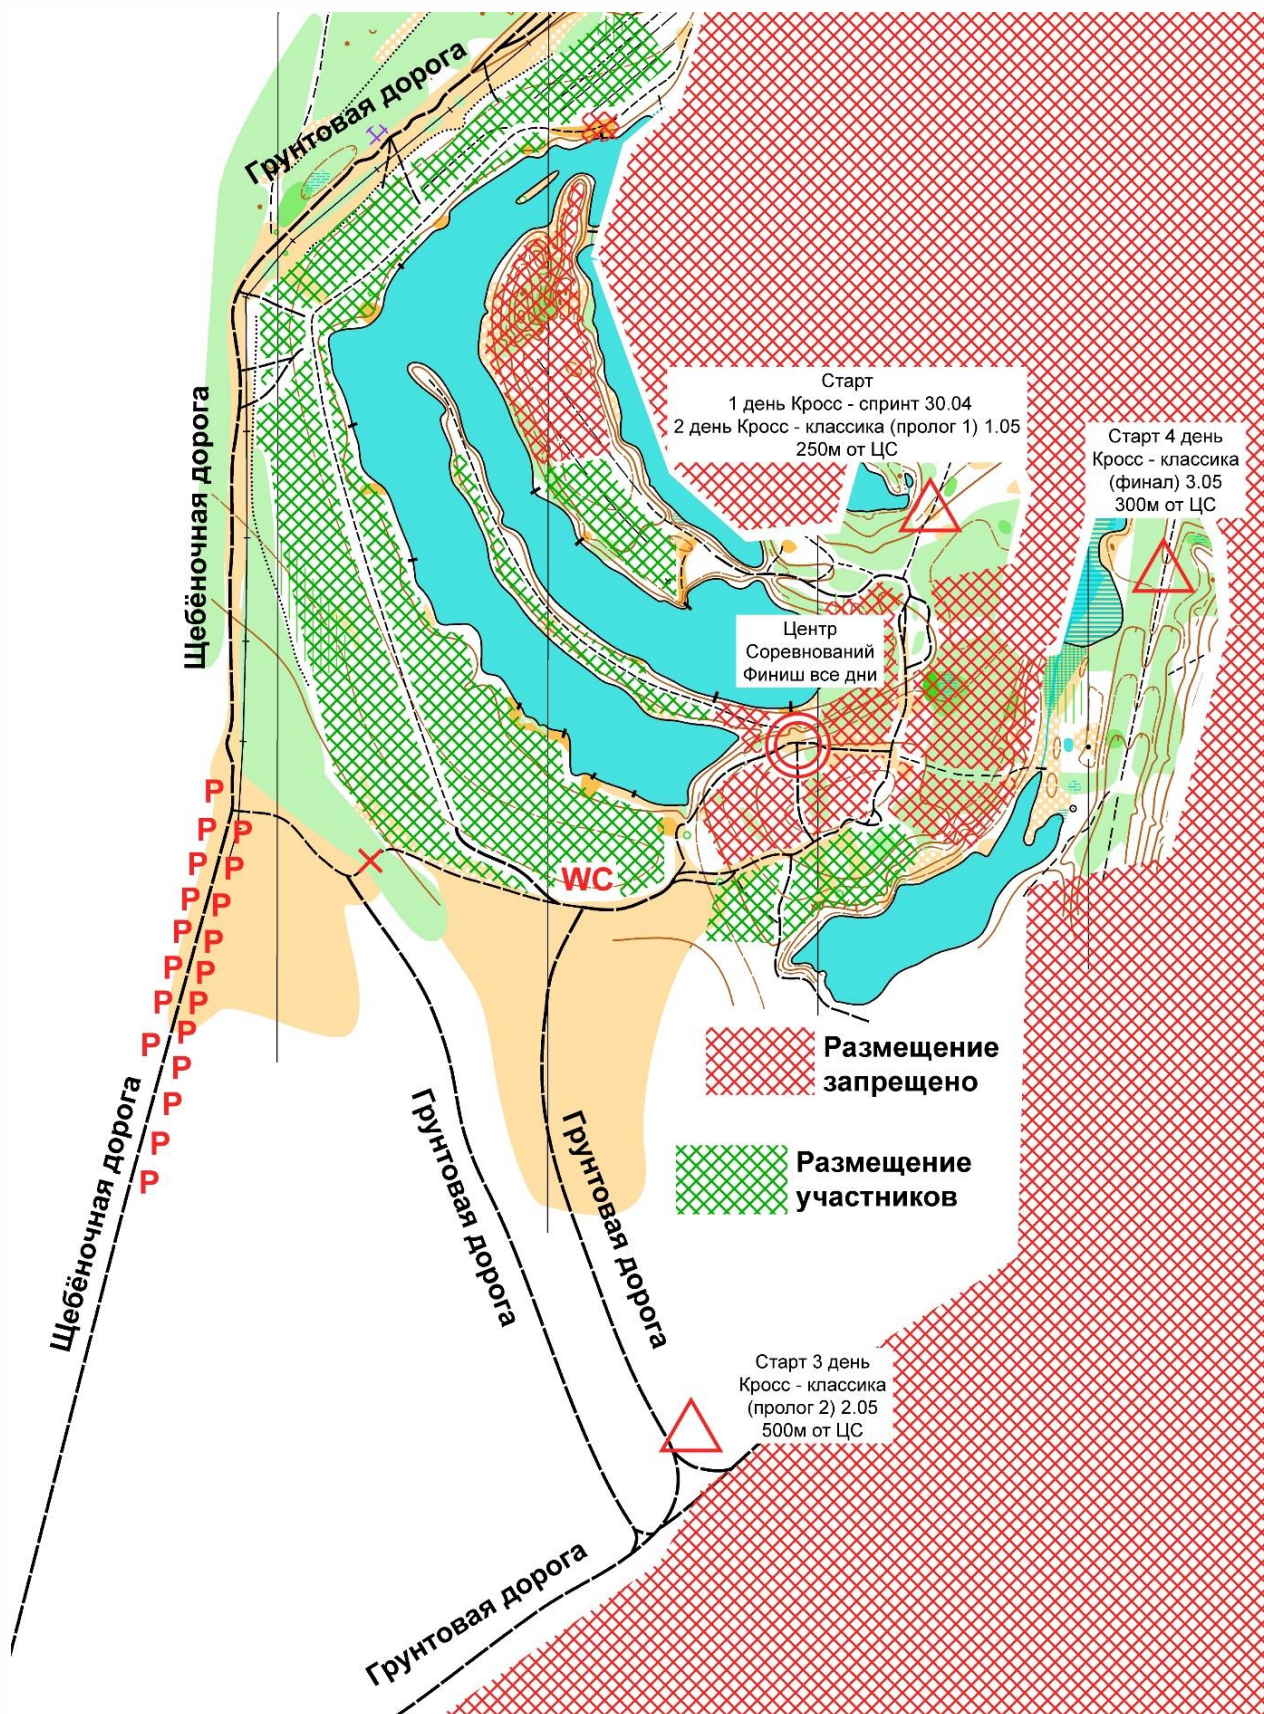 Грунтовая дорога
Старт
1 день Кросс - спринт 30.04
2 день Кросс - классика (пролог 1) 1.05
250м от ЦС
Старт 4 день
Кросс - классика
(финал) 3.05
300м от ЦС
Щебёночная дорога
Центр
Соревнований
Финиш все дни
P
P P
P P
P P
P P
P P
P P
P P
P
P
P
P
P
WC
Размещение
запрещено
Щебёночная дорога
Грунтовая дорога
Грунтовая дорога
Размещение
участников
Старт 3 день
Кросс - классика
(пролог 2) 2.05
500м от ЦС
Грунтовая дорога